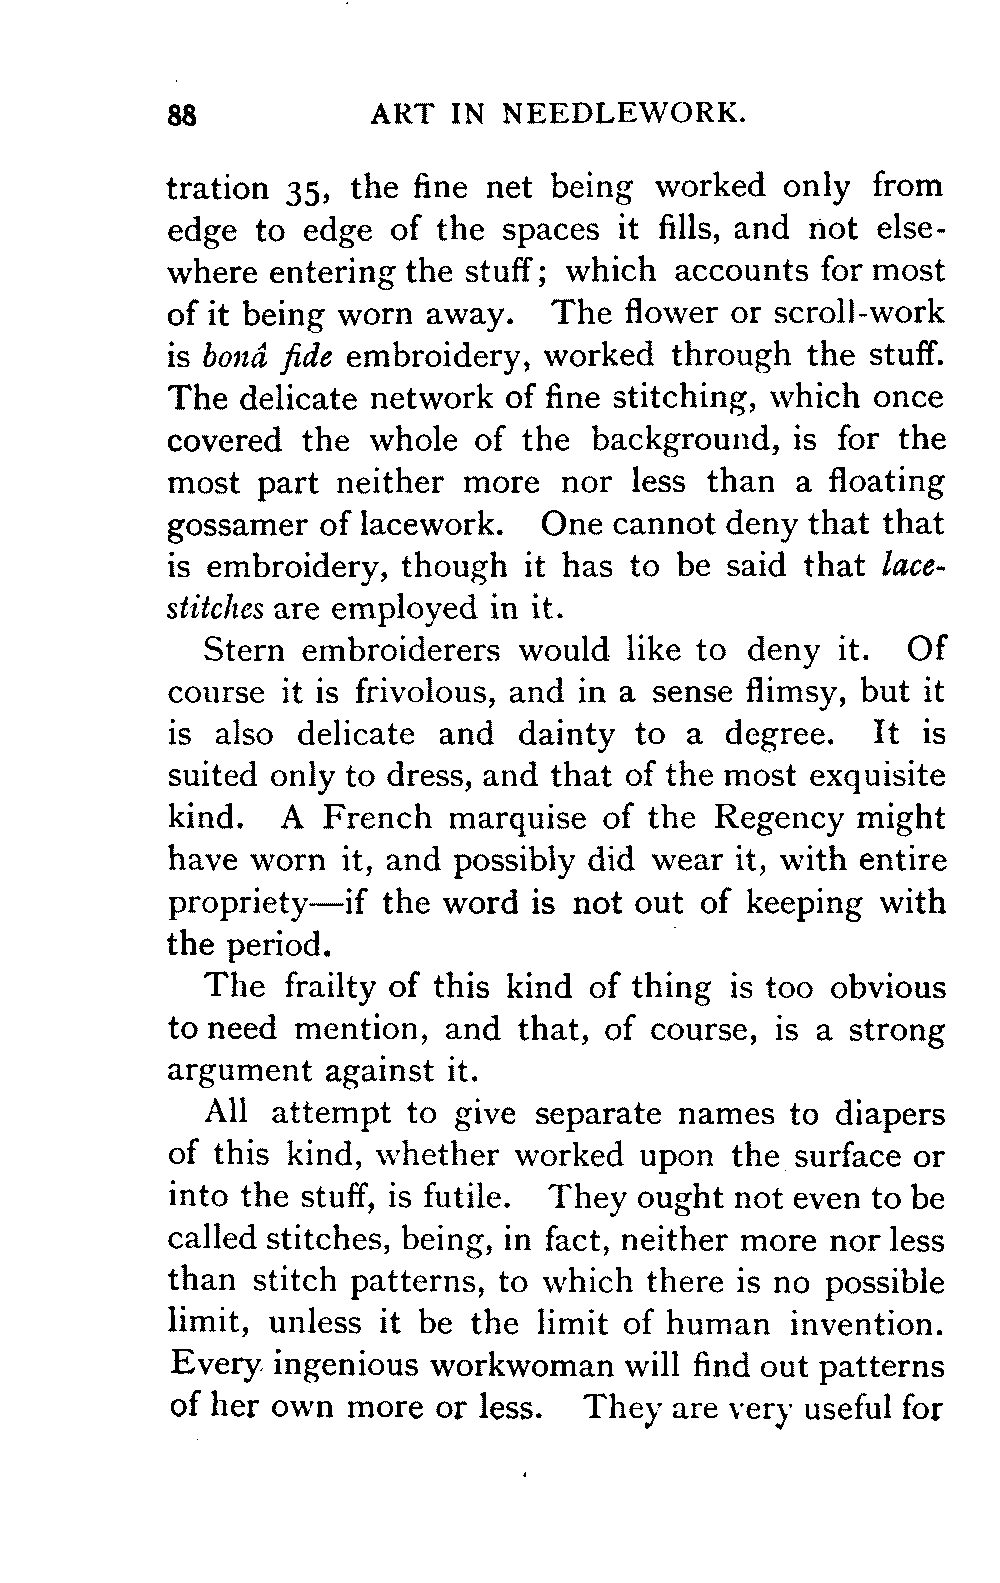 88 ART IN NEEDLEWORK.
tration 35, the fine net being worked only from
edge to edge of the spaces it fills, and not else-
where entering the stuff; which accounts for most
of it being worn away. The flower or scroll-work
is bonâ fide embroidery, worked through the stuff.
The delicate network of fine stitching, which once
covered the whole of the background, is for the
most part neither more nor less than a floating
gossamer of lacework. One cannot deny that that
is embroidery, though it has to be said that lace-
stitches are employed in it.
Stern embroiderers would like to deny it. Of
course it is frivolous, and in a sense flimsy, but it
is also delicate and dainty to a degree. It is
suited only to dress, and that of the most exquisite
kind. A French marquise of the Regency might
have worn it, and possibly did wear it, with entire
propriety—if the word is not out of keeping with
the period.
The frailty of this kind of thing is too obvious
to need mention, and that, of course, is a strong
argument against it.
All attempt to give separate names to diapers
of this kind, whether worked upon the surface or
into the stuff, is futile. They ought not even to be
called stitches, being, in fact, neither more nor less
than stitch patterns, to which there is no possible
limit, unless it be the limit of human invention.
Every ingenious workwoman will find out patterns
of her own more or less. They are very useful for